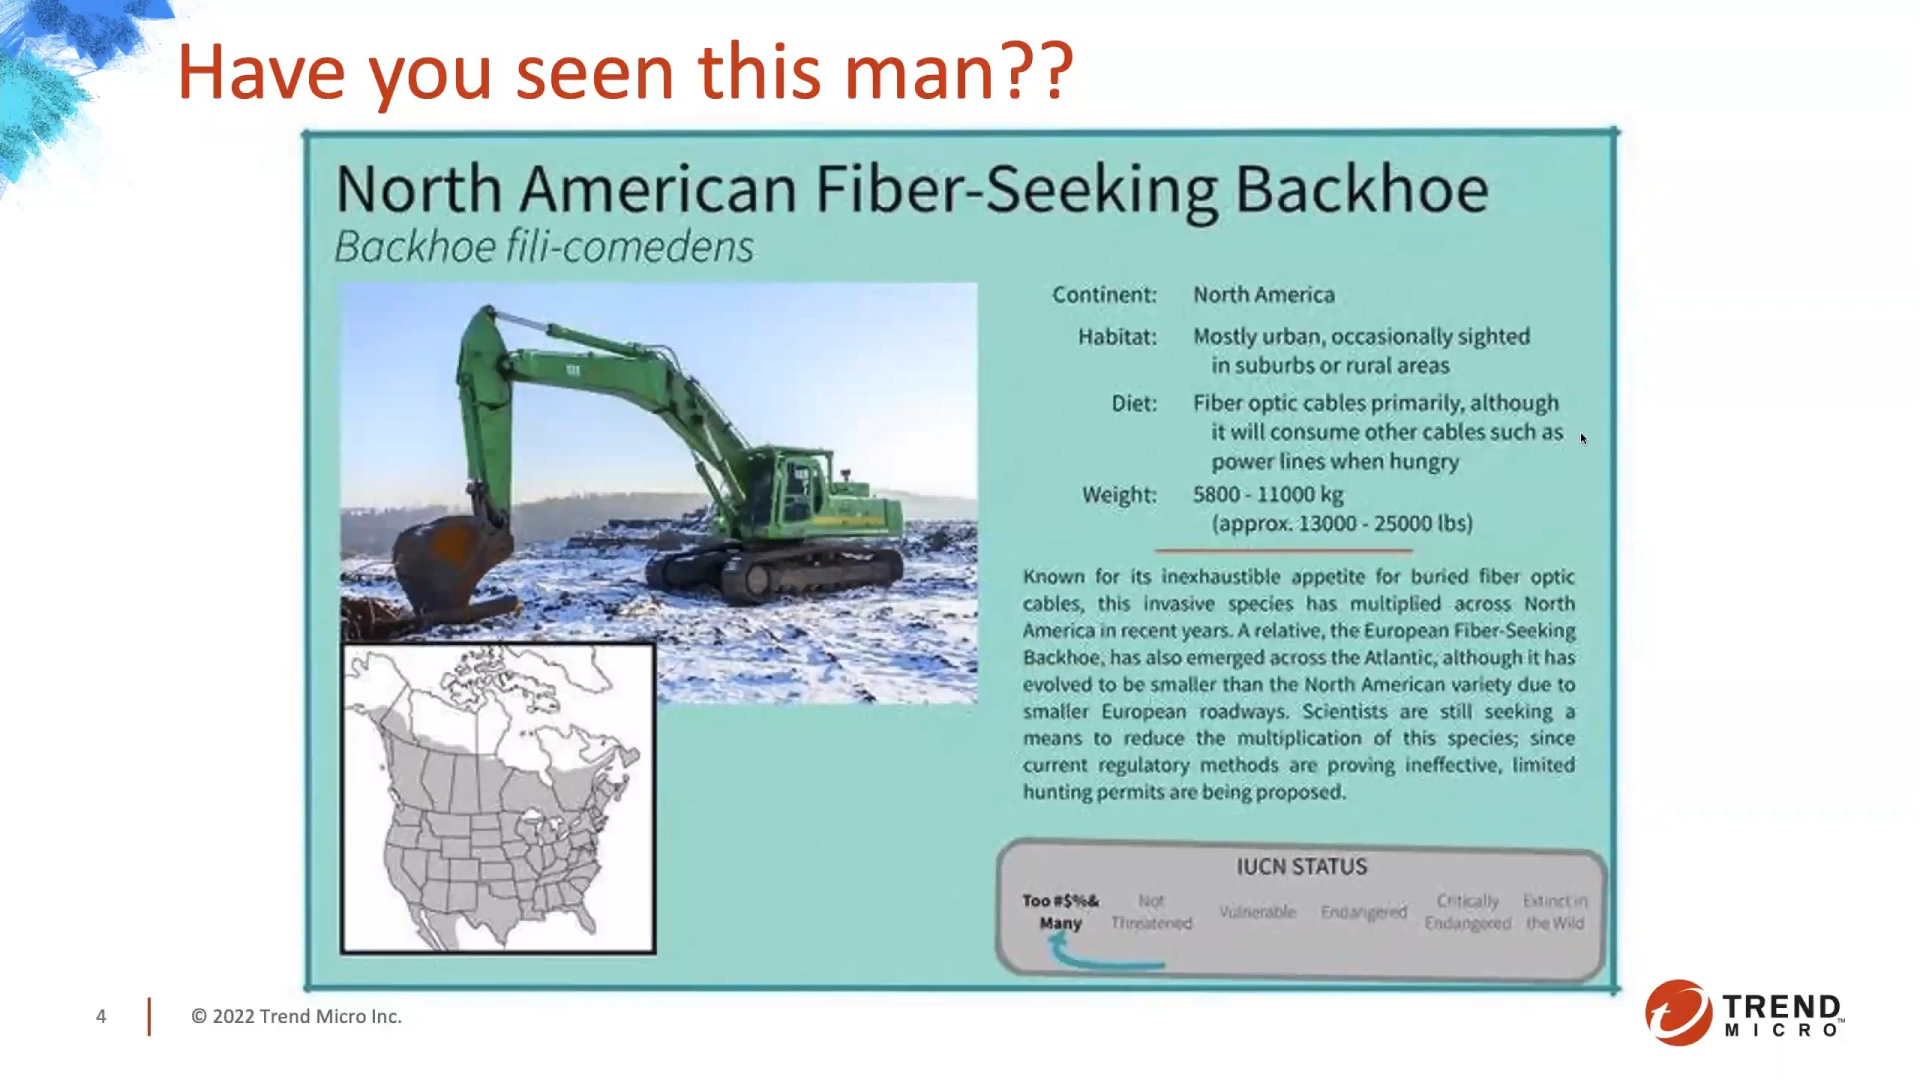 Have you seen this man??
North American Fiber-Seeking Backhoe
Backhoe fili-comedens
Continent: North America
Habitat: Mostly urban, occasionally sighted
in suburbs or rural areas
Diet: Fiber optic cables primarily, although
it will consume other cables such as
power lines when hungry
Weight: 5800 - 11000 kg
(approx. 13000 - 25000 lbs)
Known for its inexhaustible appetite for buried fiber optic
cables, this invasive species has multiplied across North
America in recent years. A relative, the European Fiber-Seeking
Backhoe, has also emerged across the Atlantic, although it has
evolved to be smaller than the North American variety due to
smaller European roadways. Scientists are still seeking a
means to reduce the multiplication of this species; since
current regulatory methods are proving ineffective, limited
hunting permits are being proposed.
IUCN STATUS
Too #$%& Many
Not Threatened
Vulnerable
Endangered
Critically Endangered
Extinct in the Wild
4
© 2022 Trend Micro Inc.
TREND
MICRO™